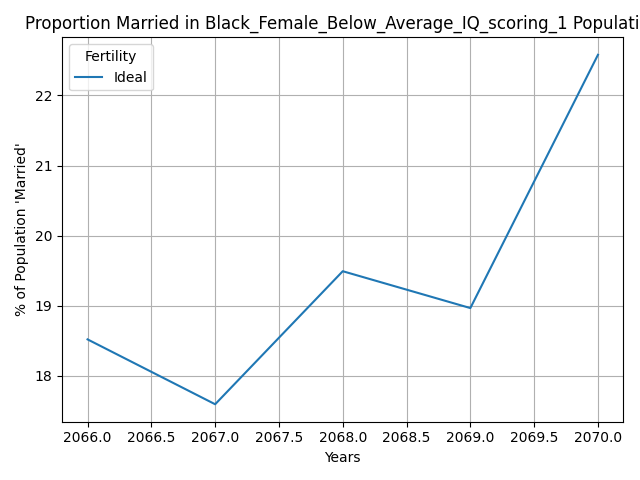 Proportion Married in Black_Female_Below_Average_IQ_scoring_1 Populati
Fertility
Ideal
% of Population 'Married'
22
21
20
19
18
2066.0 2066.5 2067.0 2067.5 2068.0 2068.5 2069.0 2069.5 2070.0
Years